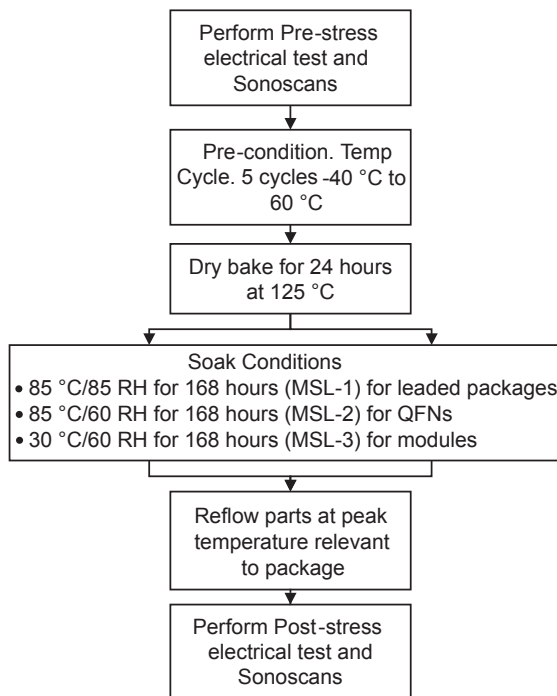 Perform Pre-stress
electrical test and
Sonoscans
Pre-condition. Temp
Cycle. 5 cycles -40 °C to
60 °C
Dry bake for 24 hours
at 125 °C
Soak Conditions
• 85 °C/85 RH for 168 hours (MSL-1) for leaded packages
• 85 °C/60 RH for 168 hours (MSL-2) for QFNs
• 30 °C/60 RH for 168 hours (MSL-3) for modules
Reflow parts at peak
temperature relevant
to package
Perform Post-stress
electrical test and
Sonoscans